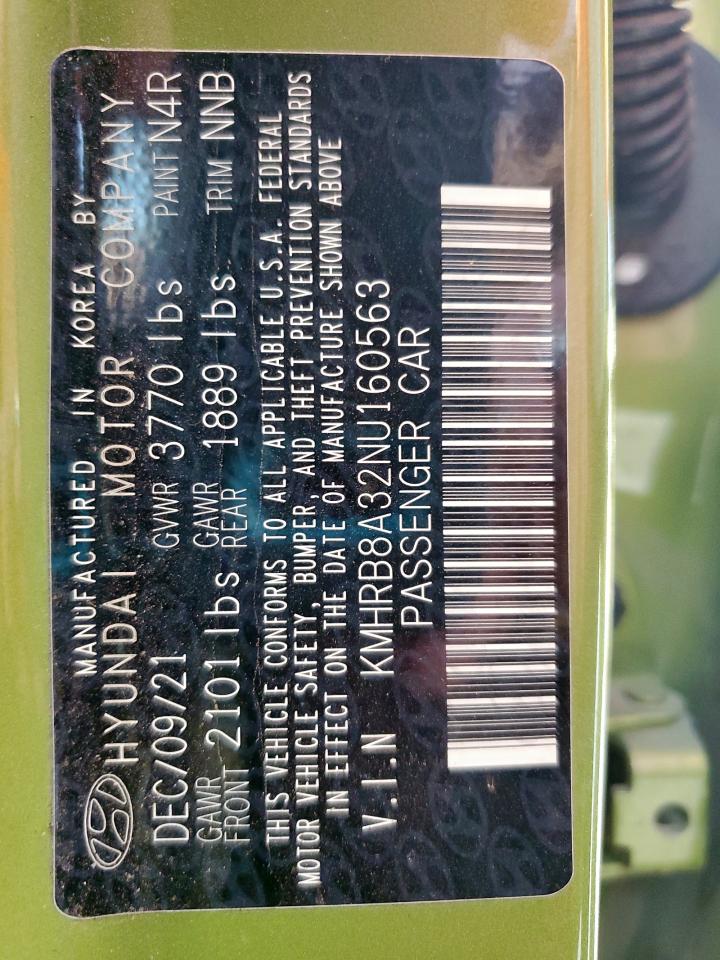 MANUFACTURED IN KOREA BY
HYUNDAI MOTOR COMPANY
DEC/09/21 GVWR 3770 lbs PAINT N4R
GAWR FRONT 2101 lbs GAWR REAR 1889 lbs TRIM NNB
THIS VEHICLE CONFORMS TO ALL APPLICABLE U.S.A. FEDERAL
MOTOR VEHICLE SAFETY, BUMPER, AND THEFT PREVENTION STANDARDS
IN EFFECT ON THE DATE OF MANUFACTURE SHOWN ABOVE
V.I.N KMHRB8A32NU160563
PASSENGER CAR